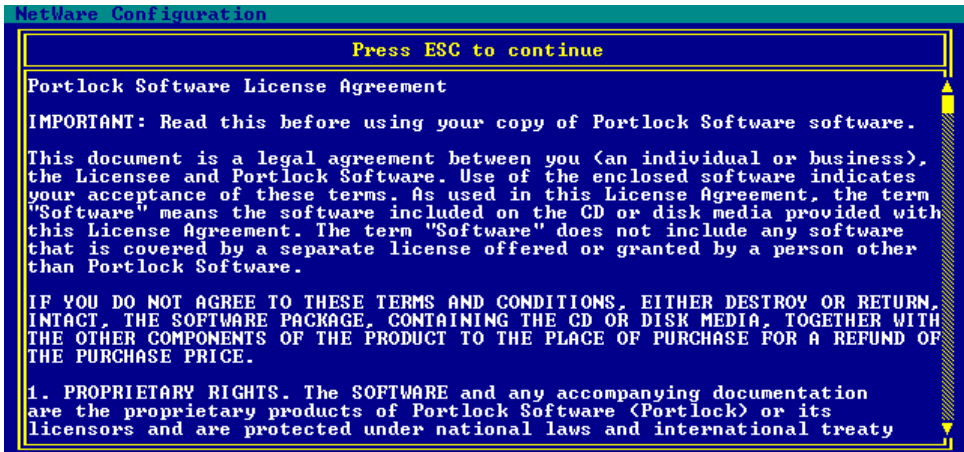 NetWare Configuration
Press ESC to continue
Portlock Software License Agreement
IMPORTANT: Read this before using your copy of Portlock Software software.
This document is a legal agreement between you (an individual or business),
the Licensee and Portlock Software. Use of the enclosed software indicates
your acceptance of these terms. As used in this License Agreement, the term
"Software" means the software included on the CD or disk media provided with
this License Agreement. The term "Software" does not include any software
that is covered by a separate license offered or granted by a person other
than Portlock Software.
IF YOU DO NOT AGREE TO THESE TERMS AND CONDITIONS, EITHER DESTROY OR RETURN,
INTACT, THE SOFTWARE PACKAGE, CONTAINING THE CD OR DISK MEDIA, TOGETHER WITH
THE OTHER COMPONENTS OF THE PRODUCT TO THE PLACE OF PURCHASE FOR A REFUND OF
THE PURCHASE PRICE.
1. PROPRIETARY RIGHTS. The SOFTWARE and any accompanying documentation
are the proprietary products of Portlock Software (Portlock) or its
licensors and are protected under national laws and international treaty